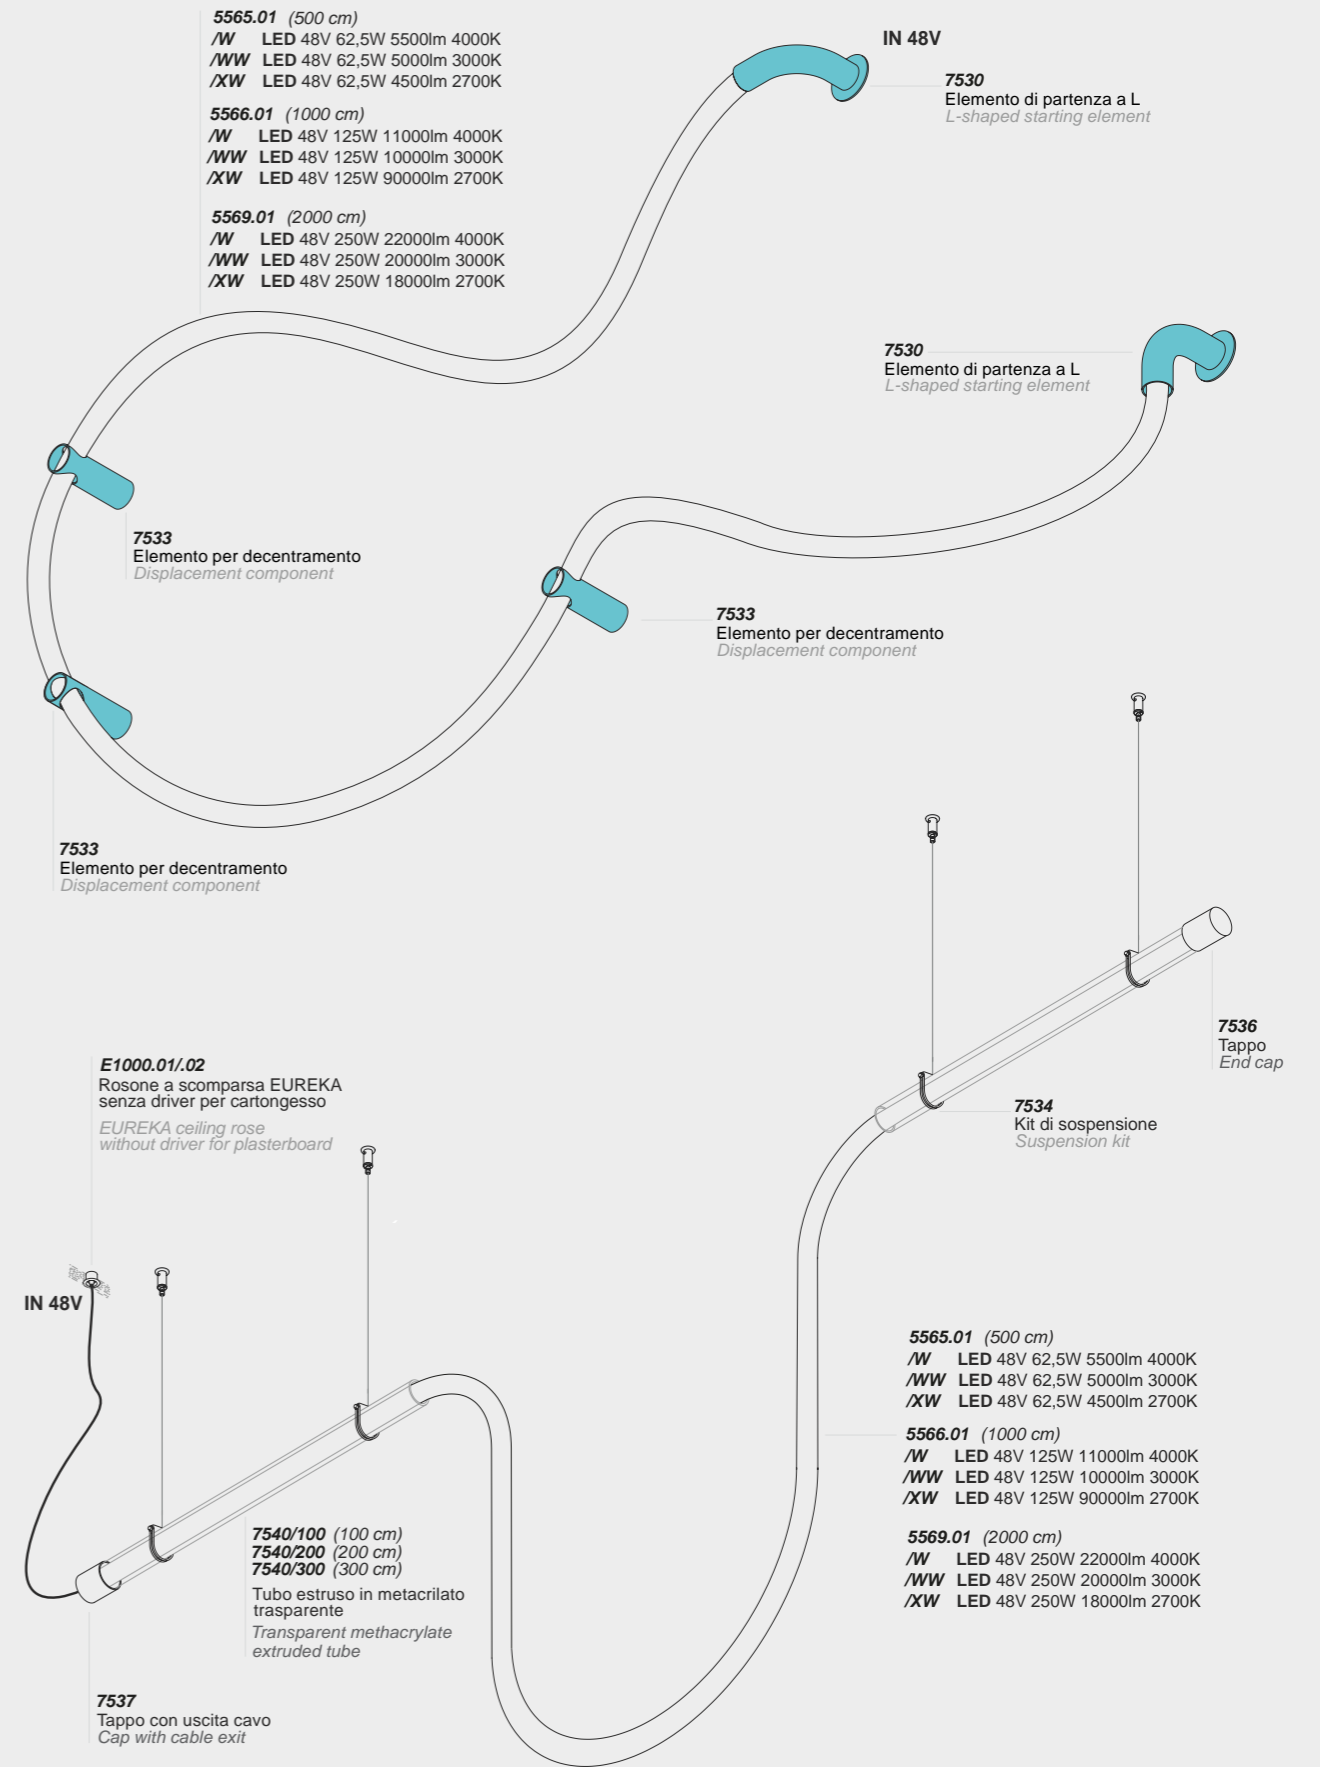 5565.01 (500 cm)
/W LED 48V 62,5W 5500lm 4000K
/WW LED 48V 62,5W 5000lm 3000K
/XW LED 48V 62,5W 4500lm 2700K
5566.01 (1000 cm)
/W LED 48V 125W 11000lm 4000K
/WW LED 48V 125W 10000lm 3000K
/XW LED 48V 125W 90000lm 2700K
5569.01 (2000 cm)
/W LED 48V 250W 22000lm 4000K
/WW LED 48V 250W 20000lm 3000K
/XW LED 48V 250W 18000lm 2700K
IN 48V
7530
Elemento di partenza a L
L-shaped starting element
7530
Elemento di partenza a L
L-shaped starting element
7533
Elemento per decentramento
Displacement component
7533
Elemento per decentramento
Displacement component
7533
Elemento per decentramento
Displacement component
7536
Tappo
End cap
7534
Kit di sospensione
Suspension kit
E1000.01/.02
Rosone a scomparsa EUREKA
senza driver per cartongesso
EUREKA ceiling rose
without driver for plasterboard
IN 48V
5565.01 (500 cm)
/W LED 48V 62,5W 5500lm 4000K
/WW LED 48V 62,5W 5000lm 3000K
/XW LED 48V 62,5W 4500lm 2700K
5566.01 (1000 cm)
/W LED 48V 125W 11000lm 4000K
/WW LED 48V 125W 10000lm 3000K
/XW LED 48V 125W 90000lm 2700K
5569.01 (2000 cm)
/W LED 48V 250W 22000lm 4000K
/WW LED 48V 250W 20000lm 3000K
/XW LED 48V 250W 18000lm 2700K
7540/100 (100 cm)
7540/200 (200 cm)
7540/300 (300 cm)
Tubo estruso in metacrilato
trasparente
Transparent methacrylate
extruded tube
7537
Tappo con uscita cavo
Cap with cable exit